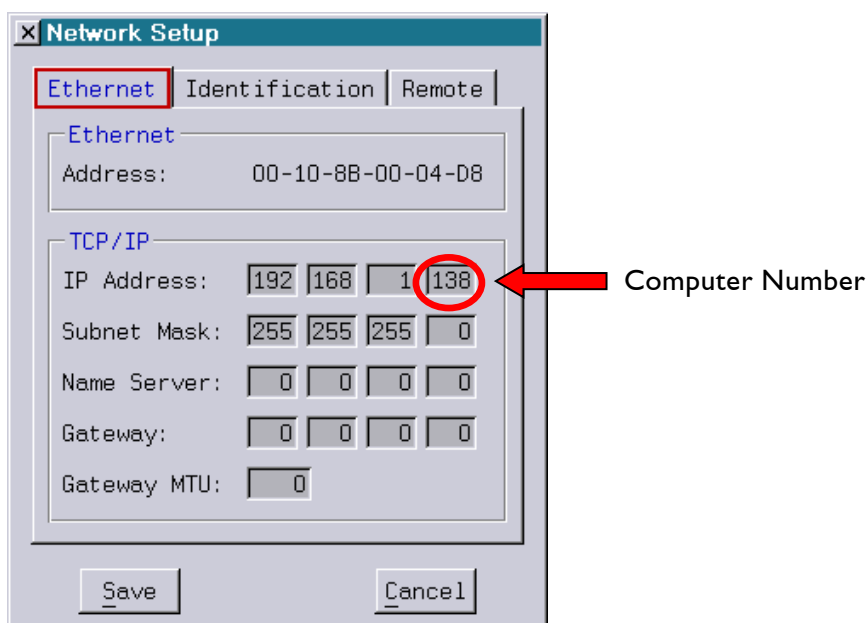 Network Setup
Ethernet Identification Remote
Ethernet
Address: 00-10-8B-00-04-D8
TCP/IP
IP Address: 192 168 1 138
Computer Number
Subnet Mask: 255 255 255 0
Name Server: 0 0 0 0
Gateway: 0 0 0 0
Gateway MTU: 0
Save Cancel